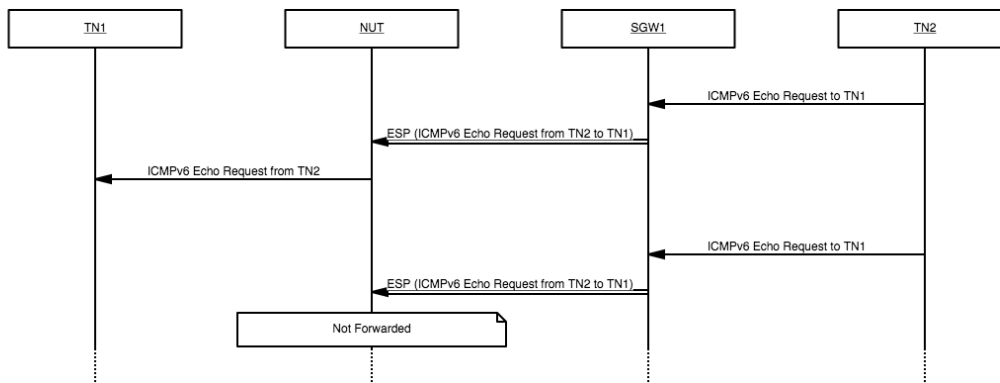 TN1
NUT
SGW1
TN2
ICMPv6 Echo Request to TN1
ESP (ICMPv6 Echo Request from TN2 to TN1)
ICMPv6 Echo Request from TN2
ICMPv6 Echo Request to TN1
ESP (ICMPv6 Echo Request from TN2 to TN1)
Not Forwarded